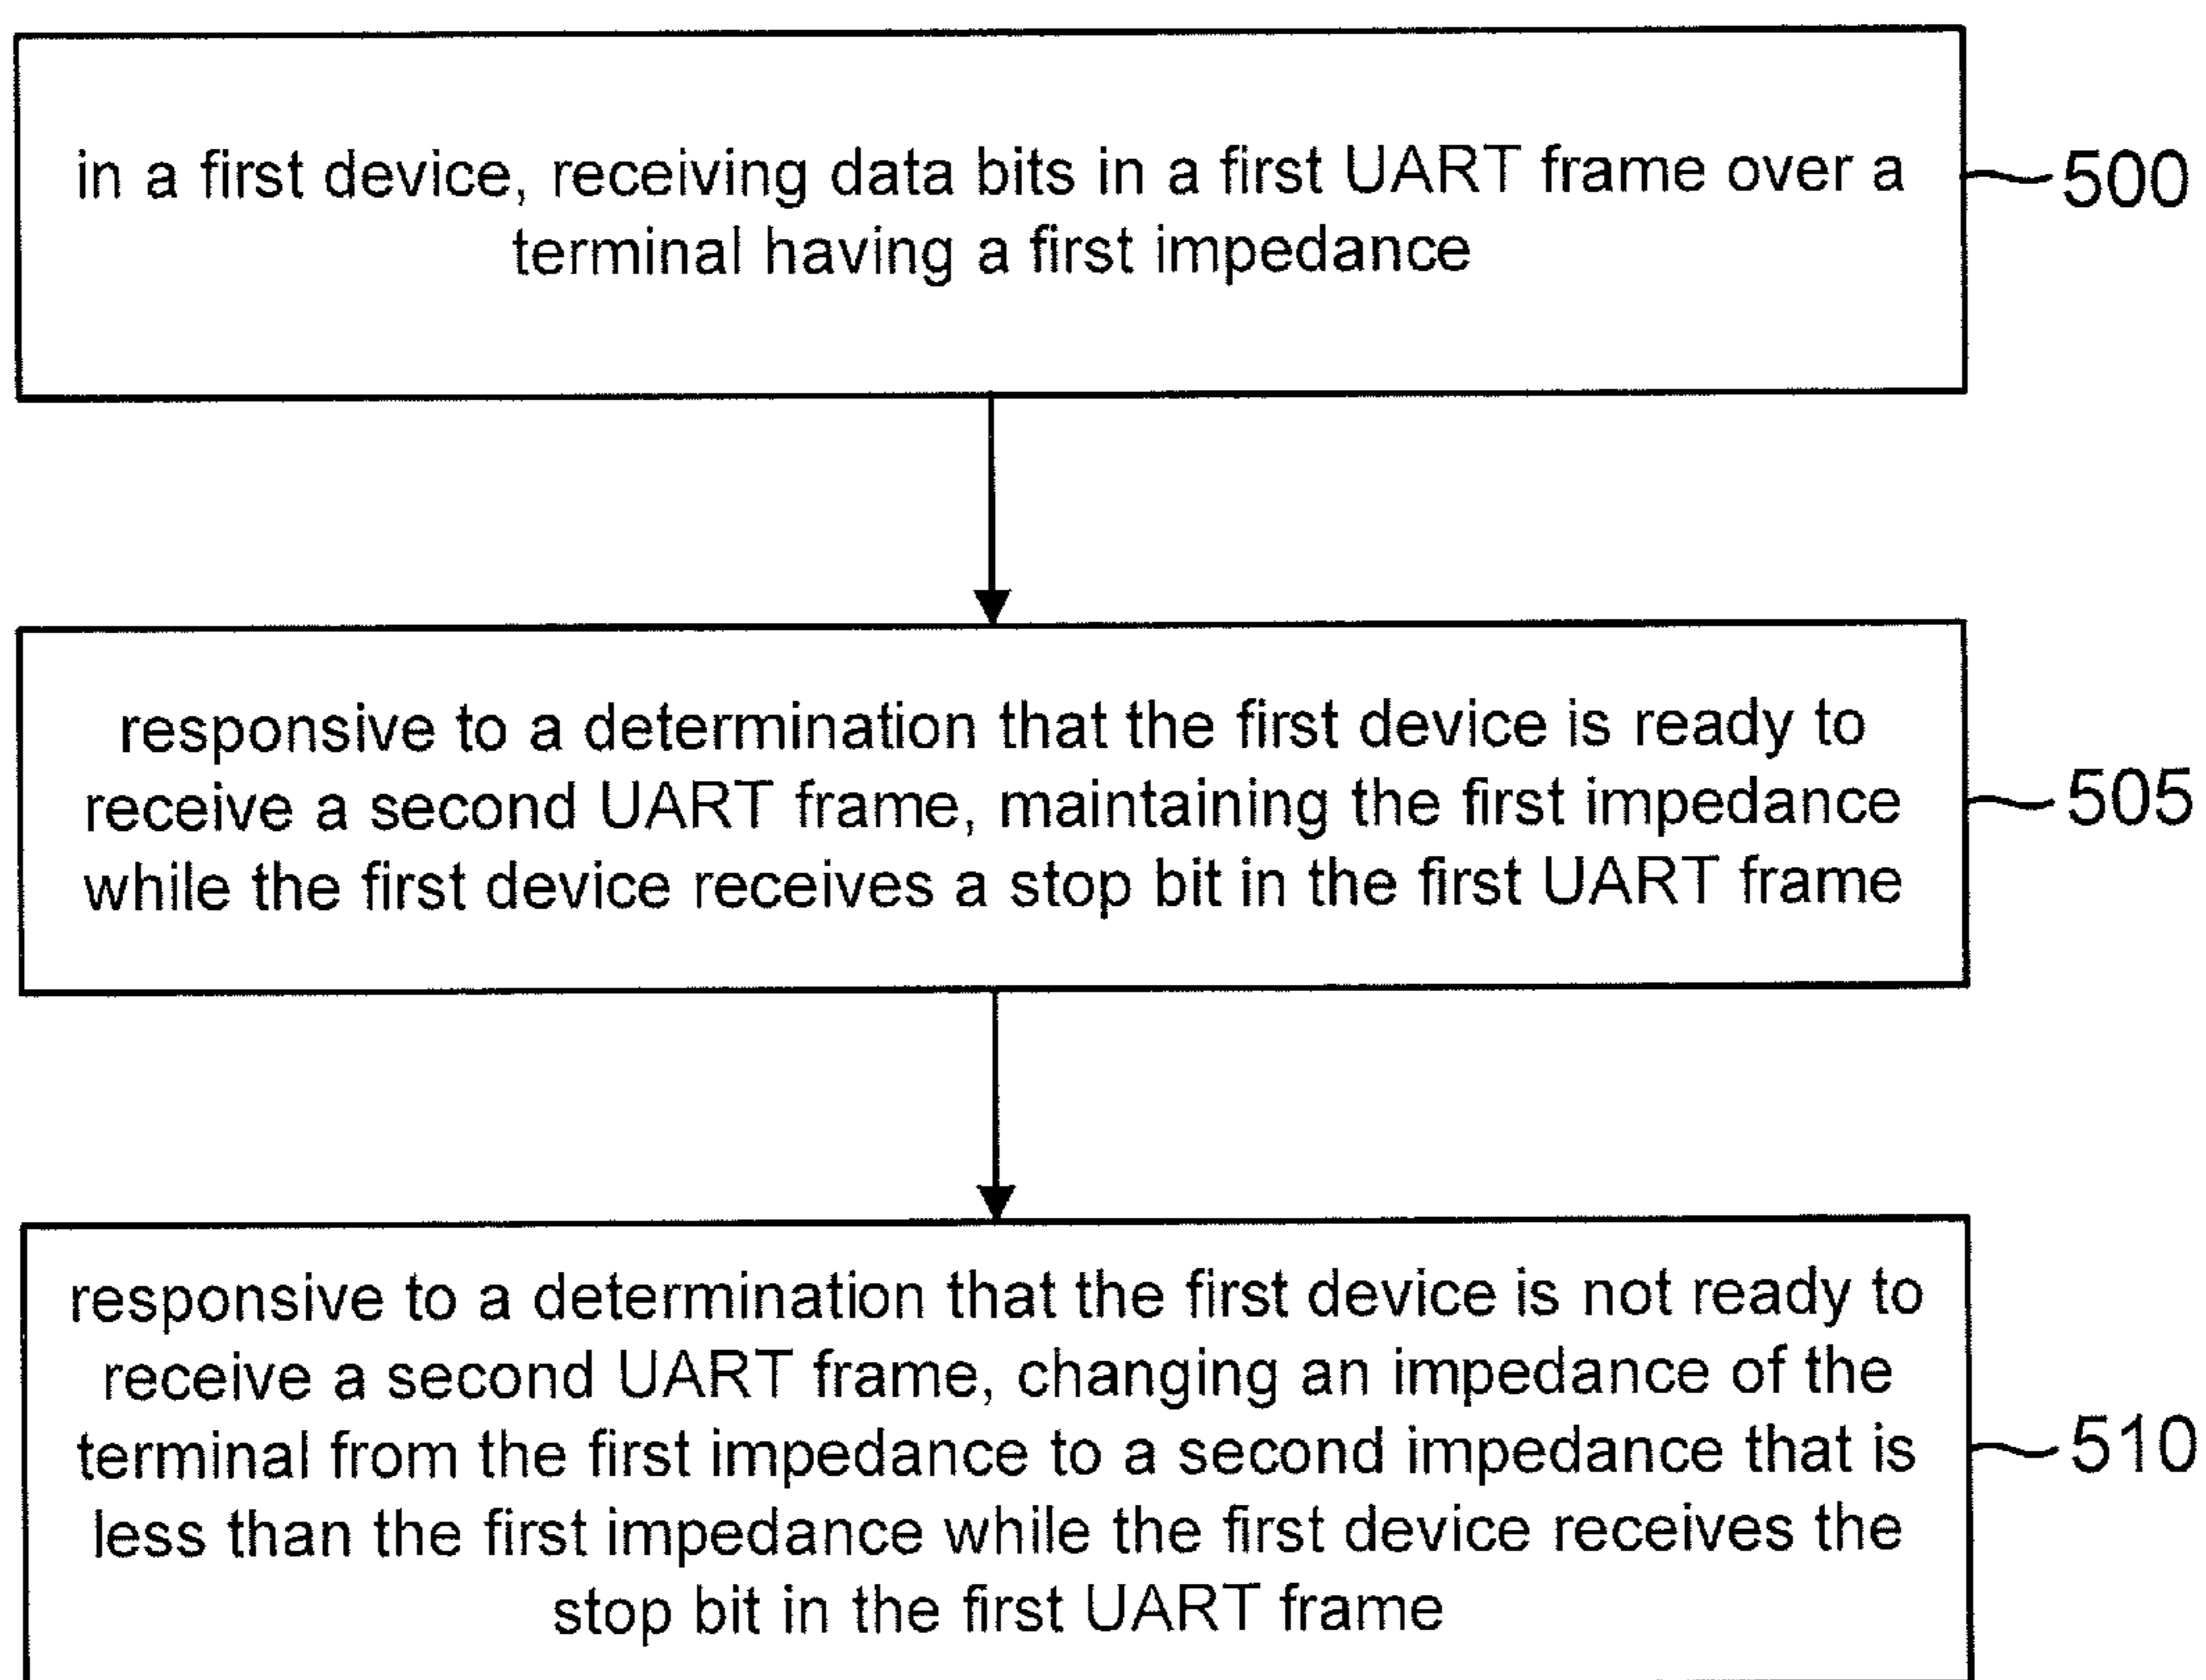 in a first device, receiving data bits in a first UART frame over a
terminal having a first impedance
500
responsive to a determination that the first device is ready to
receive a second UART frame, maintaining the first impedance
while the first device receives a stop bit in the first UART frame
505
responsive to a determination that the first device is not ready to
receive a second UART frame, changing an impedance of the
terminal from the first impedance to a second impedance that is
less than the first impedance while the first device receives the
stop bit in the first UART frame
510